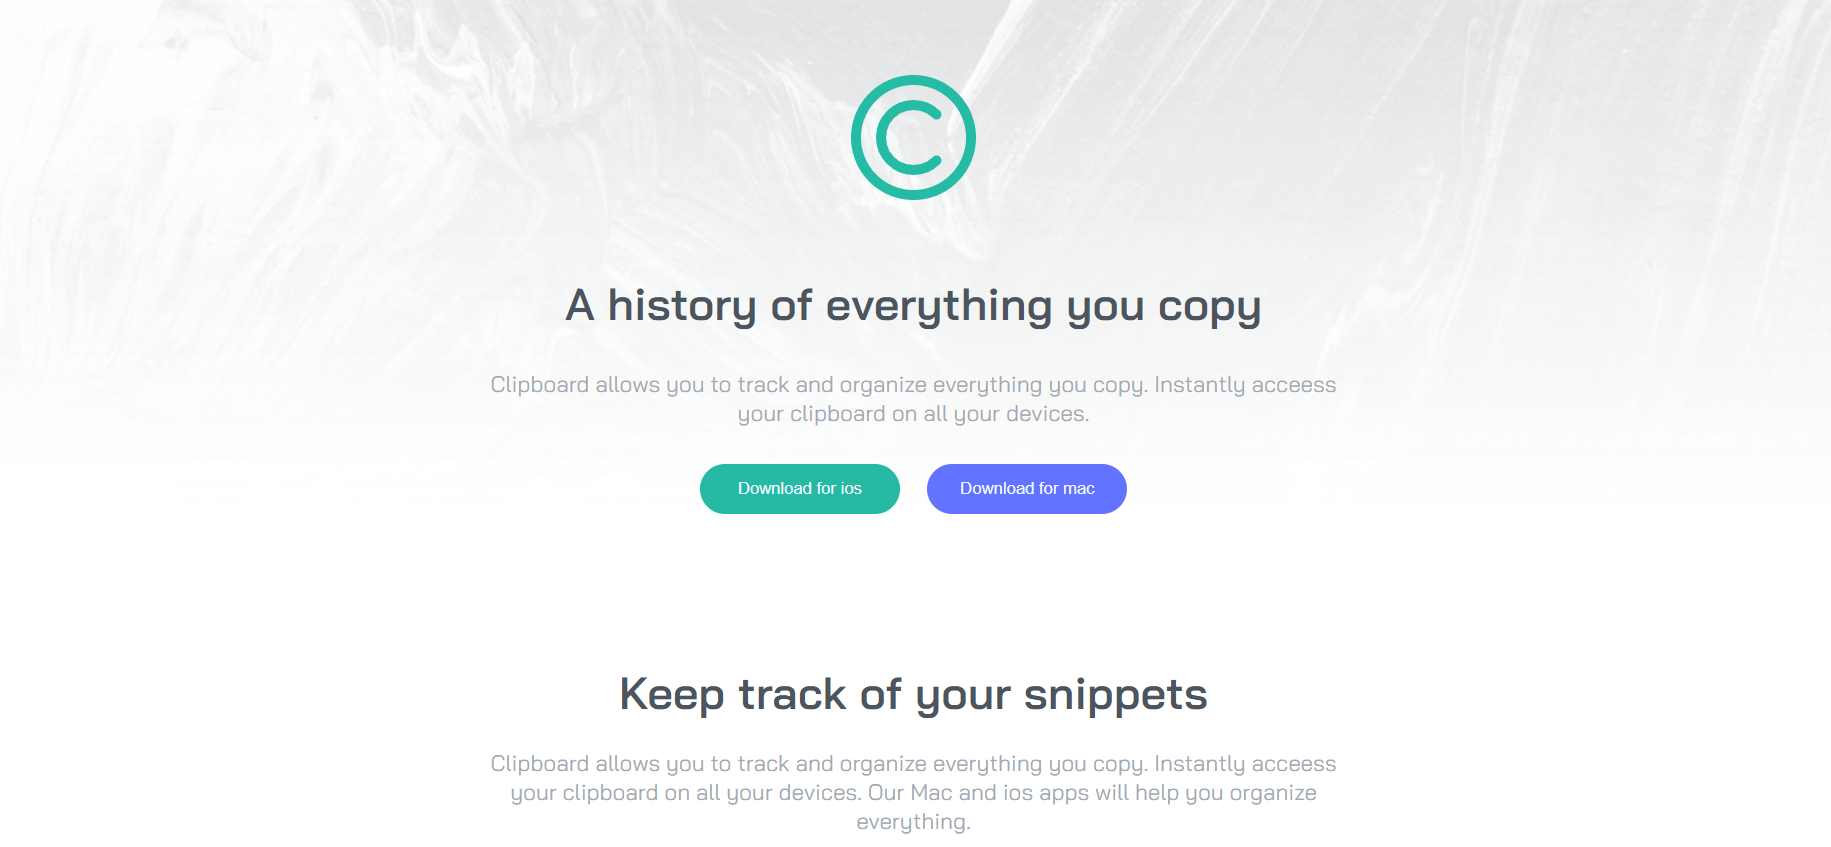 ©
A history of everything you copy
Clipboard allows you to track and organize everything you copy. Instantly acceess
your clipboard on all your devices.
Download for ios
Download for mac
Keep track of your snippets
Clipboard allows you to track and organize everything you copy. Instantly acceess
your clipboard on all your devices. Our Mac and ios apps will help you organize
everything.